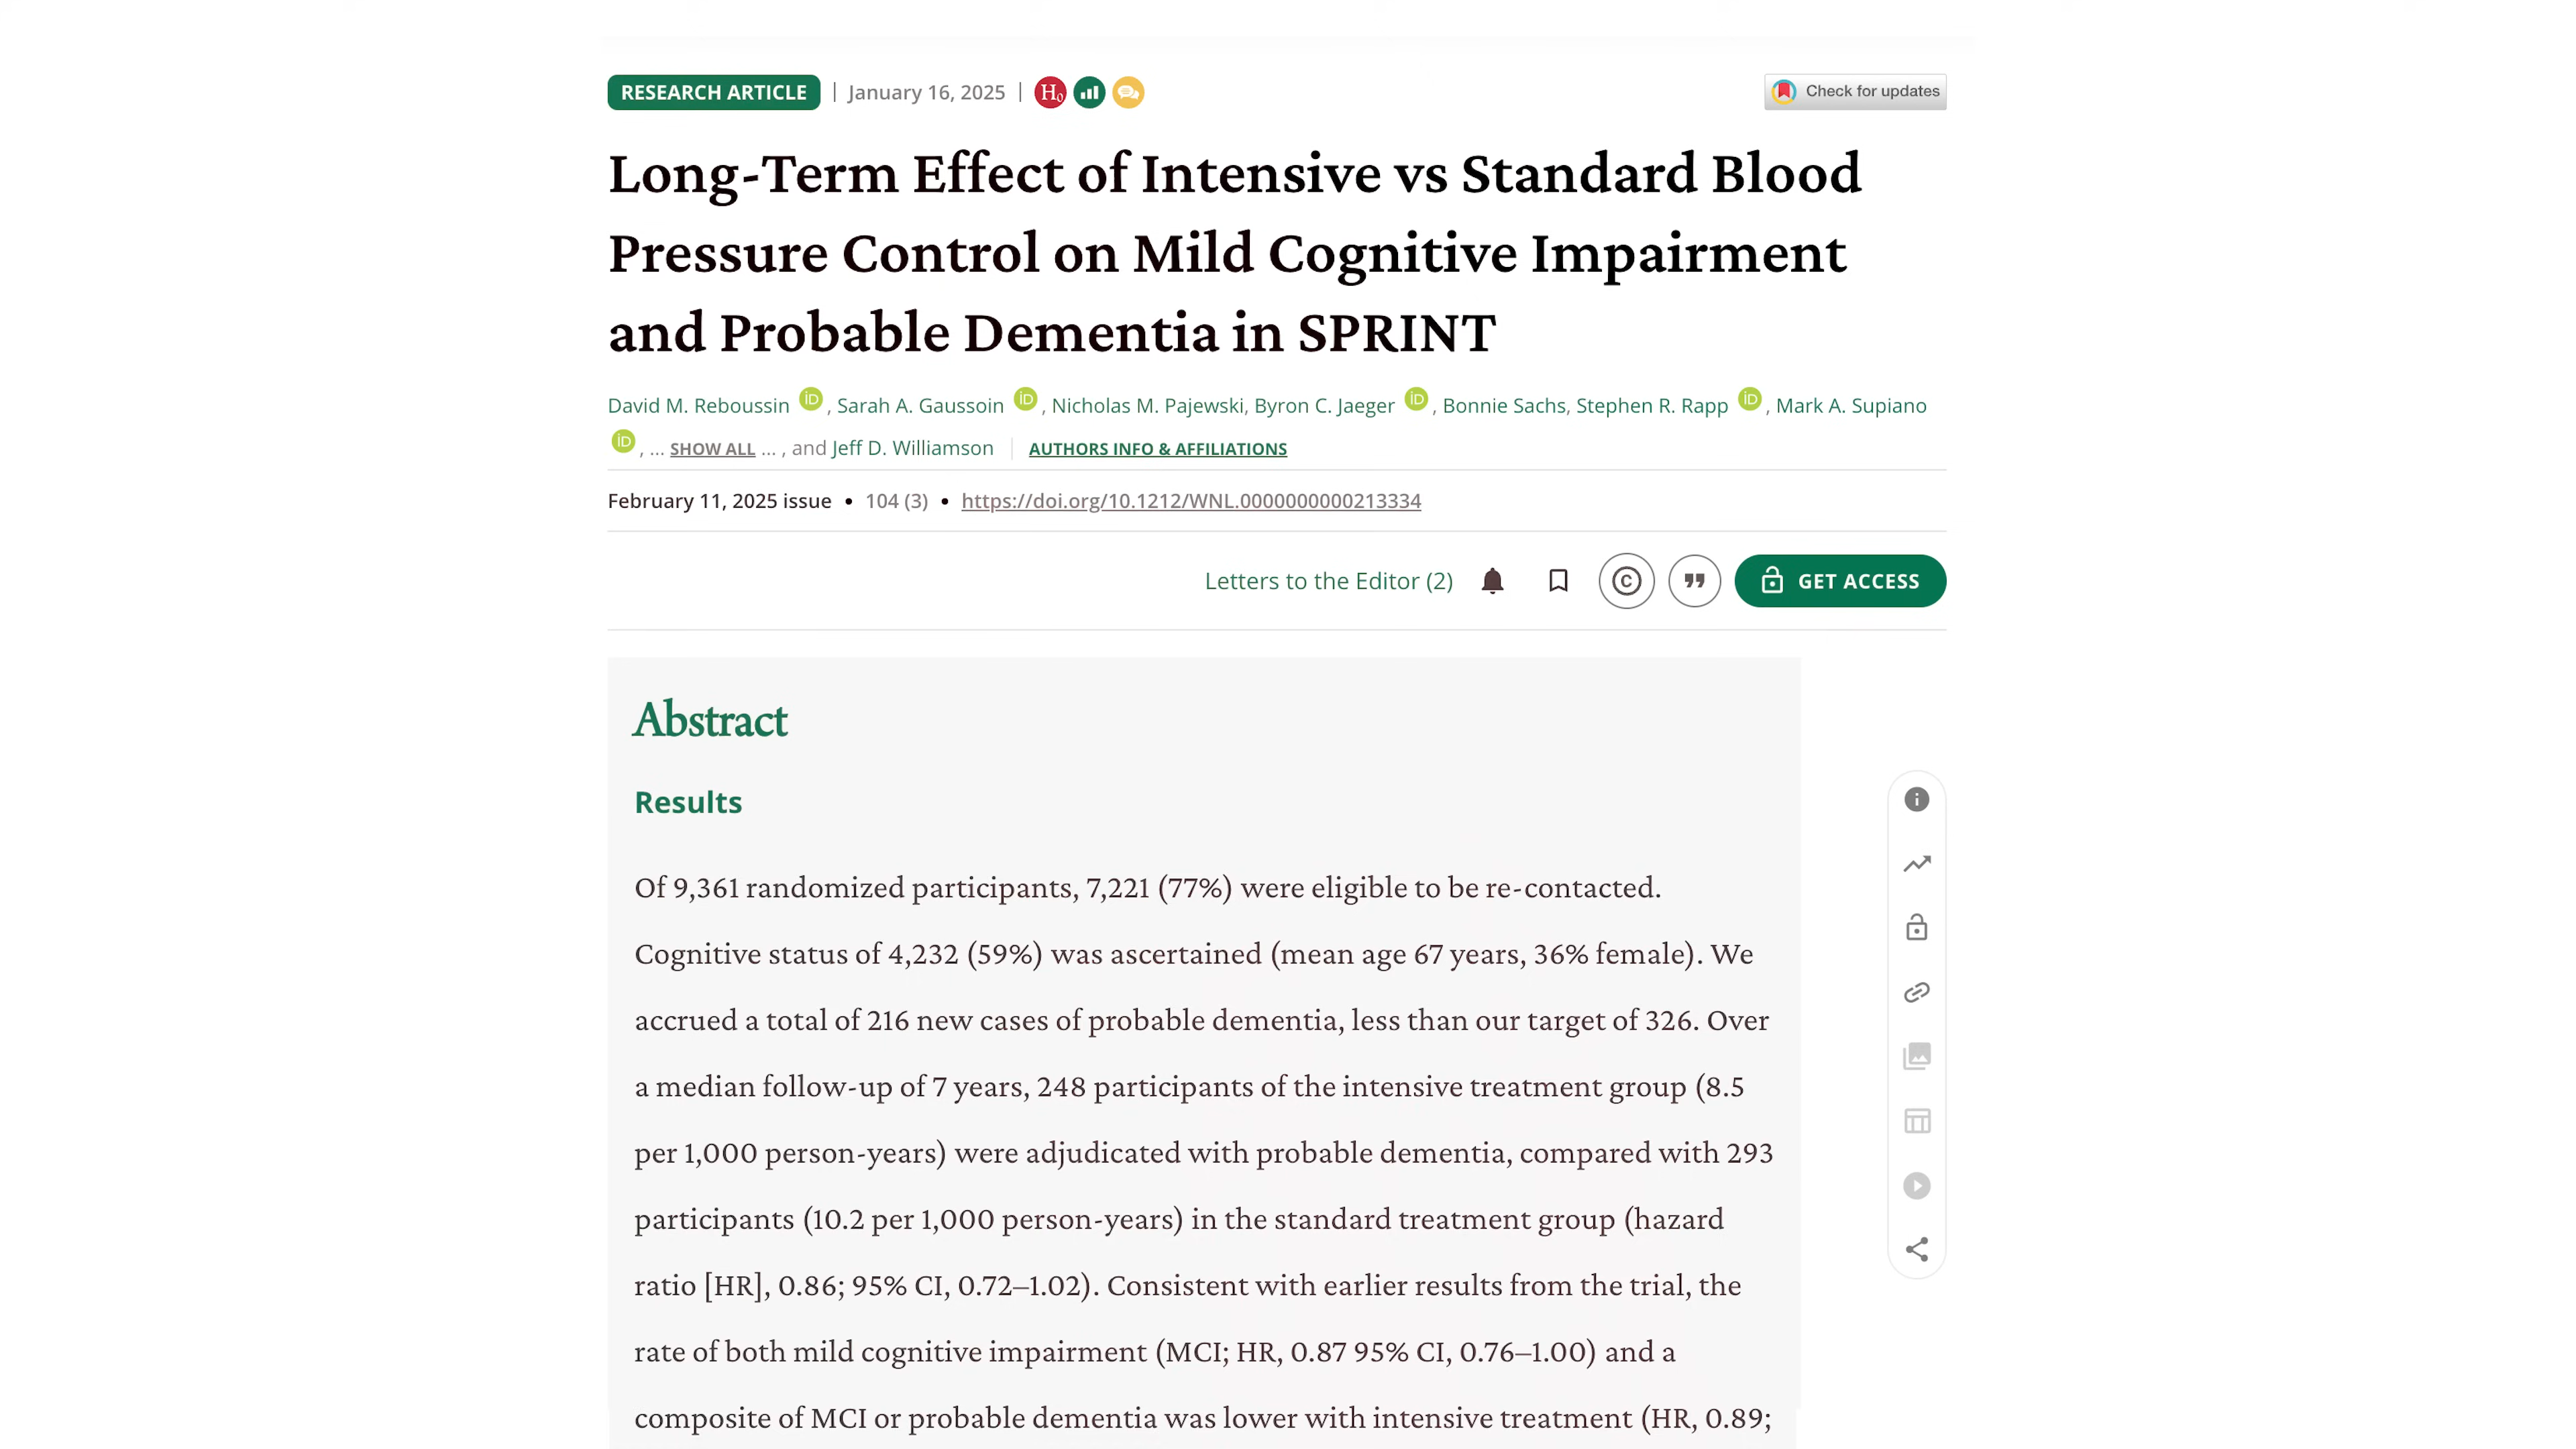 RESEARCH ARTICLE | January 16, 2025 | H0
Check for updates
Long-Term Effect of Intensive vs Standard Blood
Pressure Control on Mild Cognitive Impairment
and Probable Dementia in SPRINT
David M. Reboussin iD , Sarah A. Gaussoin iD , Nicholas M. Pajewski, Byron C. Jaeger iD , Bonnie Sachs, Stephen R. Rapp iD , Mark A. Supiano
iD , ... SHOW ALL ... , and Jeff D. Williamson | AUTHORS INFO & AFFILIATIONS
February 11, 2025 issue • 104 (3) • https://doi.org/10.1212/WNL.0000000000213334
Letters to the Editor (2) © GET ACCESS
Abstract
Results
Of 9,361 randomized participants, 7,221 (77%) were eligible to be re-contacted.
Cognitive status of 4,232 (59%) was ascertained (mean age 67 years, 36% female). We
accrued a total of 216 new cases of probable dementia, less than our target of 326. Over
a median follow-up of 7 years, 248 participants of the intensive treatment group (8.5
per 1,000 person-years) were adjudicated with probable dementia, compared with 293
participants (10.2 per 1,000 person-years) in the standard treatment group (hazard
ratio [HR], 0.86; 95% CI, 0.72–1.02). Consistent with earlier results from the trial, the
rate of both mild cognitive impairment (MCI; HR, 0.87 95% CI, 0.76–1.00) and a
composite of MCI or probable dementia was lower with intensive treatment (HR, 0.89;